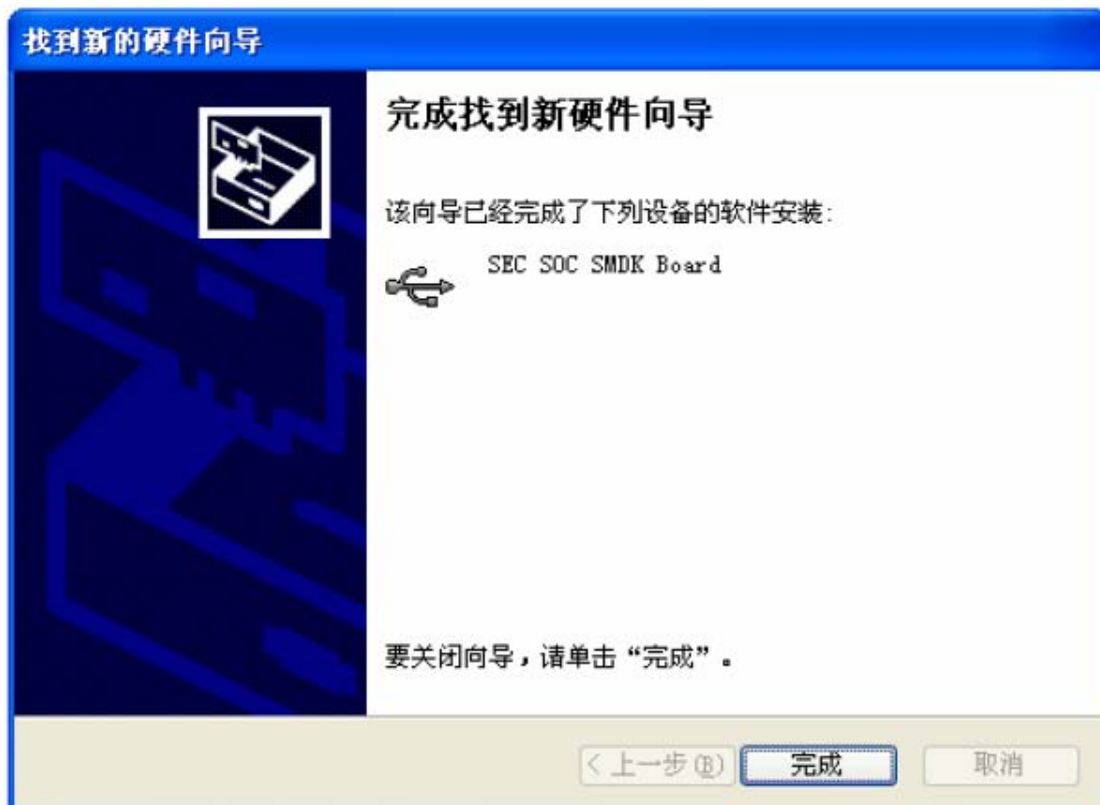 找到新的硬件向导
完成找到新硬件向导
该向导已经完成了下列设备的软件安装:
SEC SOC SMDK Board
要关闭向导，请单击“完成”。
< 上一步(B)
完成
取消